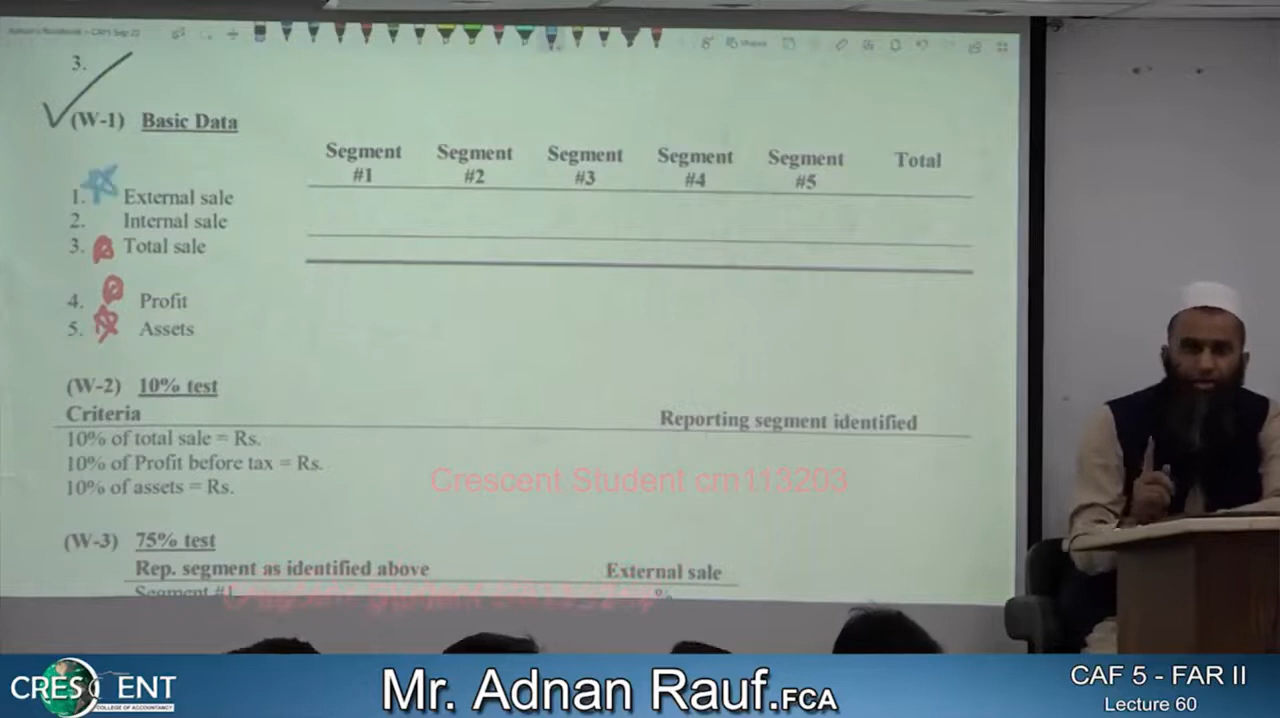 3.
(W-1) Basic Data
Segment #1 Segment #2 Segment #3 Segment #4 Segment #5 Total
1. External sale
2. Internal sale
3. Total sale
4. Profit
5. Assets
(W-2) 10% test
Criteria Reporting segment identified
10% of total sale = Rs.
10% of Profit before tax = Rs.
10% of assets = Rs.
Crescent Student cm113203
(W-3) 75% test
Rep. segment as identified above External sale
Segment #1
CRESCENT
COLLEGE OF ACCOUNTANCY
Mr. Adnan Rauf.FCA
CAF 5 - FAR II
Lecture 60